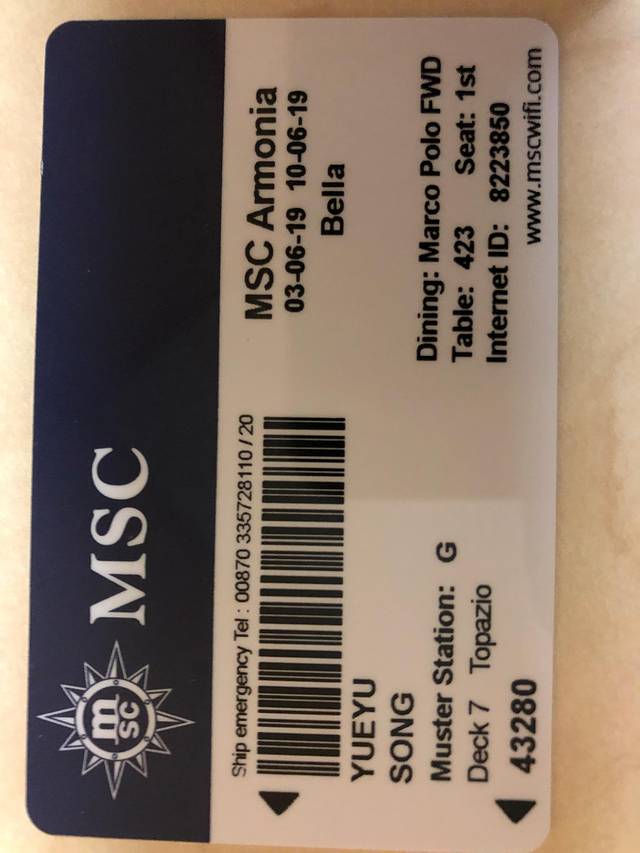 msc
MSC
Ship emergency Tel : 00870 335728110 / 20
MSC Armonia
03-06-19 10-06-19
Bella
YUEYU
SONG
Muster Station: G
Deck 7 Topazio
43280
Dining: Marco Polo FWD
Table: 423 Seat: 1st
Internet ID: 8223850
www.mscwifi.com